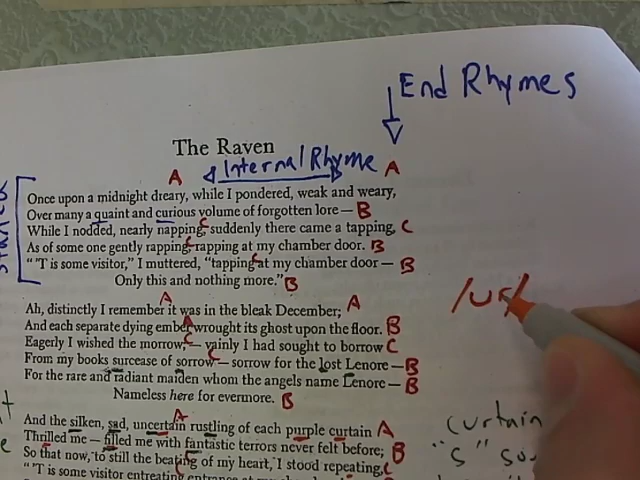 End Rhymes
The Raven
Internal Rhyme
A A
Once upon a midnight dreary, while I pondered, weak and weary,
Over many a quaint and curious volume of forgotten lore — B
While I nodded, nearly napping, suddenly there came a tapping, C
As of some one gently rapping, rapping at my chamber door. B
"'T is some visitor," I muttered, "tapping at my chamber door — B
Only this and nothing more." B
A A
Ah, distinctly I remember it was in the bleak December;
And each separate dying ember wrought its ghost upon the floor. B
Eagerly I wished the morrow; — vainly I had sought to borrow C
From my books surcease of sorrow — sorrow for the lost Lenore — B
For the rare and radiant maiden whom the angels name Lenore — B
Nameless here for evermore. B
And the silken, sad, uncertain rustling of each purple curtain A
curtain
Thrilled me — filled me with fantastic terrors never felt before; B
"s"
So that now, to still the beating of my heart, I stood repeating, C
"'T is some visitor entreating entrance at my